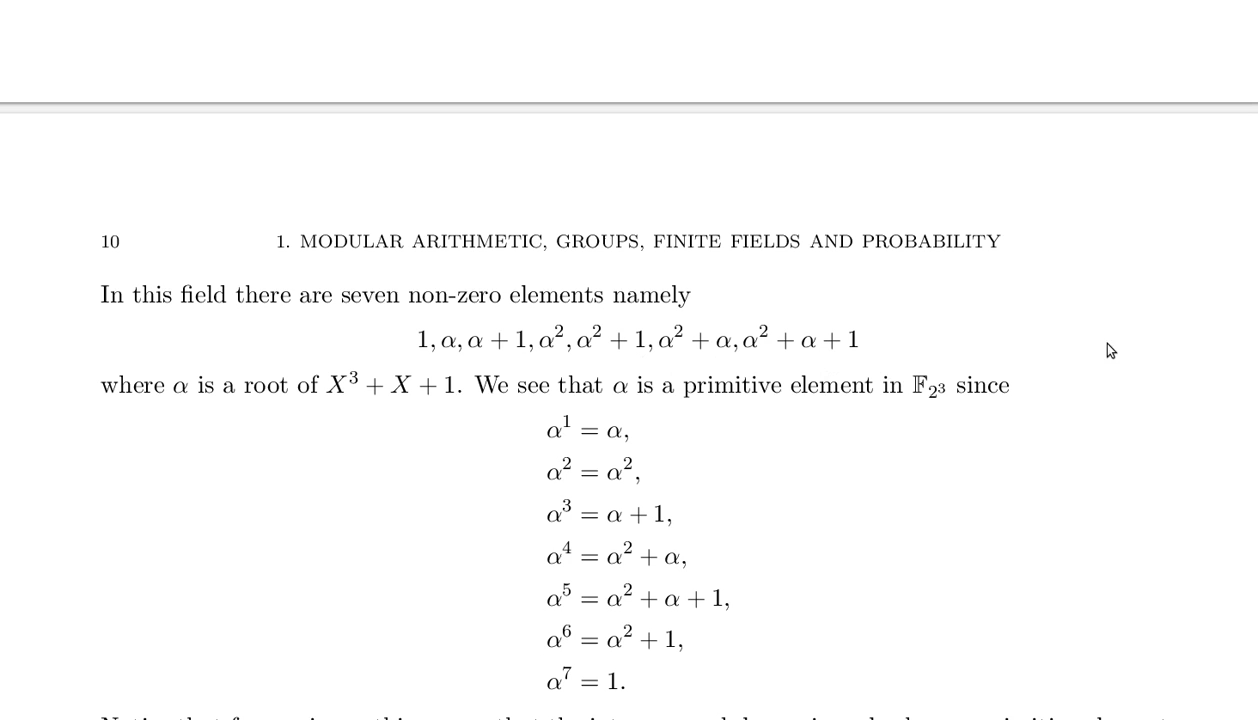 10 1. MODULAR ARITHMETIC, GROUPS, FINITE FIELDS AND PROBABILITY
In this field there are seven non-zero elements namely
1, α, α + 1, α², α² + 1, α² + α, α² + α + 1
where α is a root of X³ + X + 1. We see that α is a primitive element in 𝔽₂³ since
α¹ = α,
α² = α²,
α³ = α + 1,
α⁴ = α² + α,
α⁵ = α² + α + 1,
α⁶ = α² + 1,
α⁷ = 1.